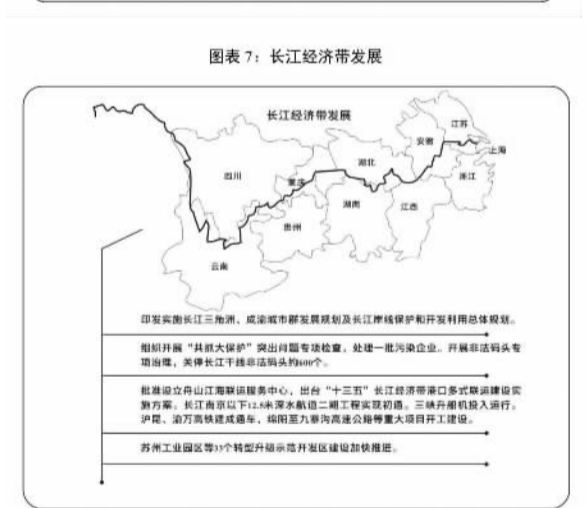 图表 7：长江经济带发展
长江经济带发展
江苏
安徽
上海
湖北
四川
重庆
浙江
湖南
江西
贵州
云南
印发实施长江三角洲、成渝城市群发展规划及长江岸线保护和开发利用总体规划。
组织开展“共抓大保护”突出问题专项检查，处理一批污染企业。开展非法码头专
项治理，关停长江干线非法码头约800个。
批准设立舟山江海联运服务中心，出台“十三五”长江经济带港口多式联运建设实
施方案。长江南京以下12.5米深水航道二期工程实现初通。三峡升船机投入运行。
沪昆、渝万高铁建成通车，绵阳至九寨沟高速公路等重大项目开工建设。
苏州工业园区等33个转型升级示范开发区建设加快推进。